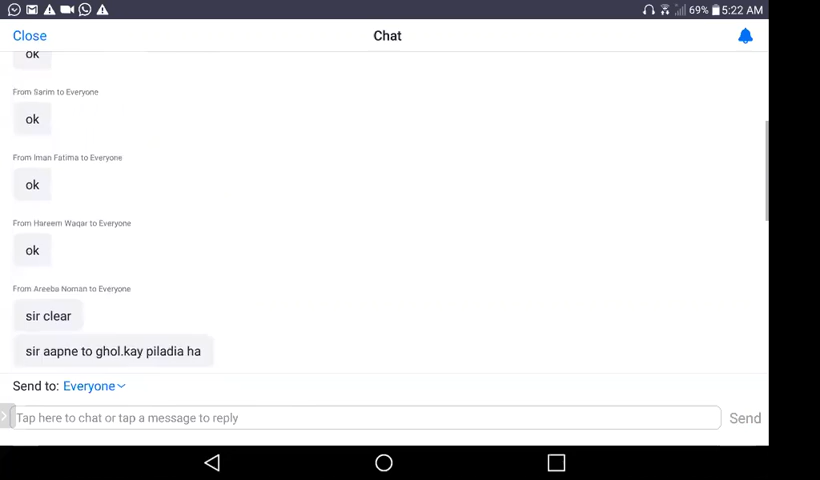 69% 5:22 AM
Close Chat
ok
From Sarim to Everyone
ok
From Iman Fatima to Everyone
ok
From Hareem Waqar to Everyone
ok
From Areeba Noman to Everyone
sir clear
sir aapne to ghol.kay piladia ha
Send to: Everyone
Tap here to chat or tap a message to reply Send